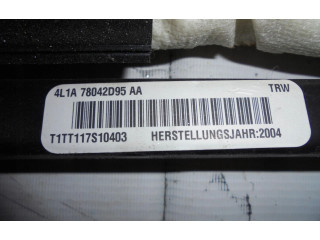 4L1A 78042D95 AA TRW
T1TT117S10403 HERSTELLUNGSJAHR:2004